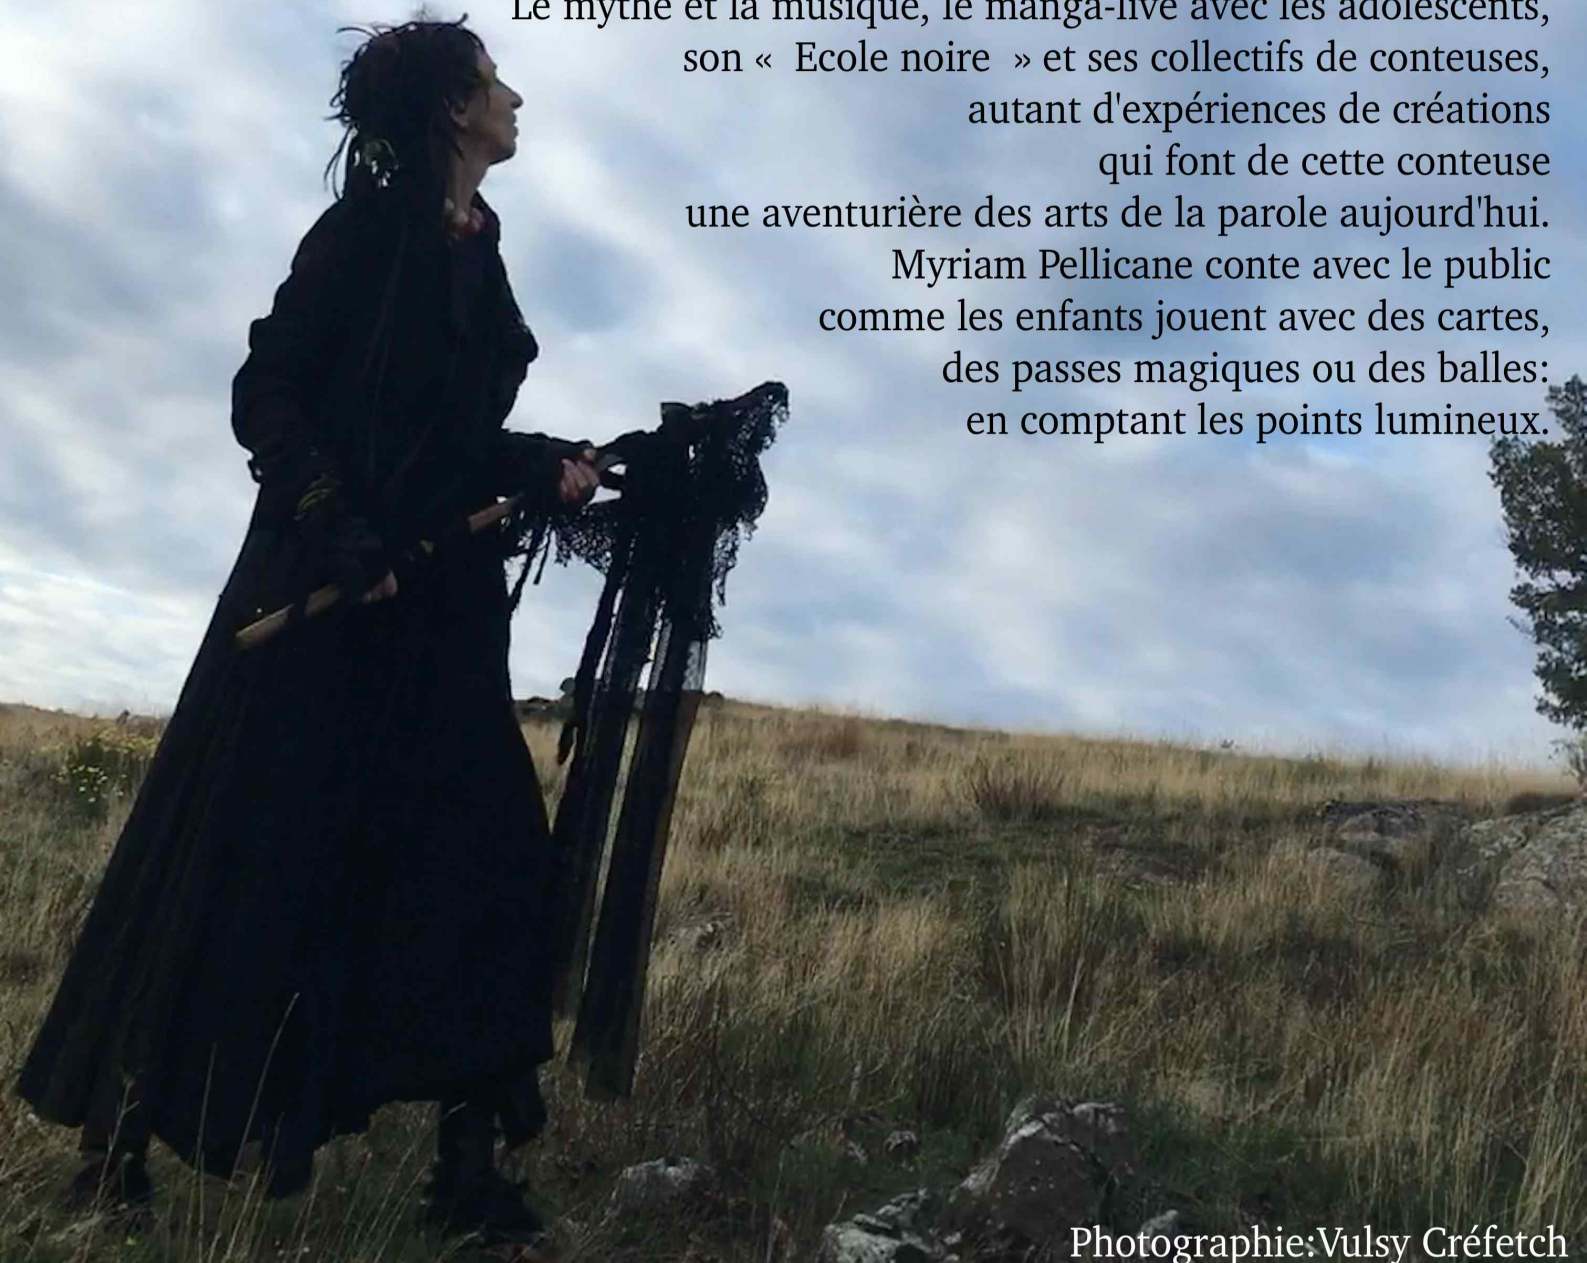 Le mythe et la musique, le manga-live avec les adolescents,
son «  Ecole noire  » et ses collectifs de conteuses,
autant d'expériences de créations
qui font de cette conteuse
une aventurière des arts de la parole aujourd'hui.
Myriam Pellicane conte avec le public
comme les enfants jouent avec des cartes,
des passes magiques ou des balles:
en comptant les points lumineux.
Photographie:Vulsy Créfetch